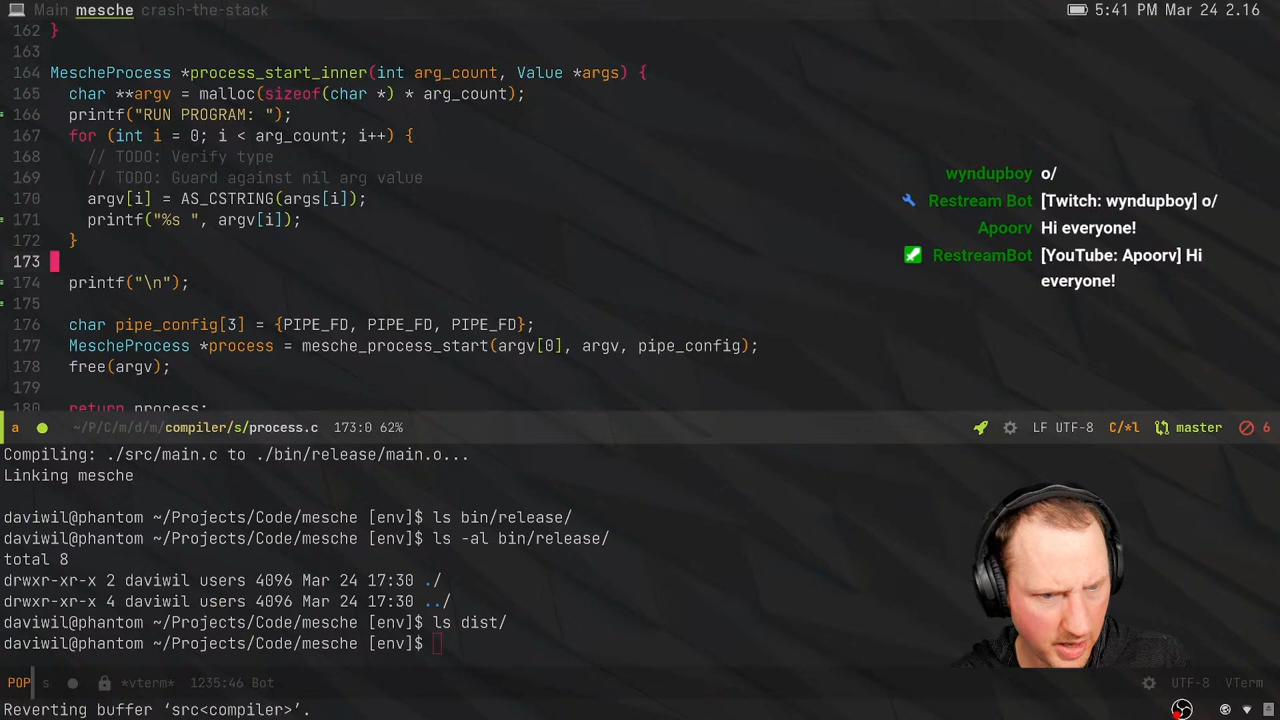 Main mesche crash-the-stack
5:41 PM Mar 24 2.16
162 }
163
164 MescheProcess *process_start_inner(int arg_count, Value *args) {
165 char **argv = malloc(sizeof(char *) * arg_count);
166 printf("RUN PROGRAM: ");
167 for (int i = 0; i < arg_count; i++) {
168 // TODO: Verify type
169 // TODO: Guard against nil arg value
170 argv[i] = AS_CSTRING(args[i]);
171 printf("%s ", argv[i]);
172 }
173
174 printf("\n");
175
176 char pipe_config[3] = {PIPE_FD, PIPE_FD, PIPE_FD};
177 MescheProcess *process = mesche_process_start(argv[0], argv, pipe_config);
178 free(argv);
179
180 return process;
wyndupboy o/
Restream Bot [Twitch: wyndupboy] o/
Apoorv Hi everyone!
RestreamBot [YouTube: Apoorv] Hi
everyone!
a ~/P/C/m/d/m/compiler/s/process.c 173:0 62% LF UTF-8 C/*l master 6
Compiling: ./src/main.c to ./bin/release/main.o...
Linking mesche
daviwil@phantom ~/Projects/Code/mesche [env]$ ls bin/release/
daviwil@phantom ~/Projects/Code/mesche [env]$ ls -al bin/release/
total 8
drwxr-xr-x 2 daviwil users 4096 Mar 24 17:30 ./
drwxr-xr-x 4 daviwil users 4096 Mar 24 17:30 ../
daviwil@phantom ~/Projects/Code/mesche [env]$ ls dist/
daviwil@phantom ~/Projects/Code/mesche [env]$
POP s *vterm* 1235:46 Bot UTF-8 VTerm
Reverting buffer ‘src<compiler>’.